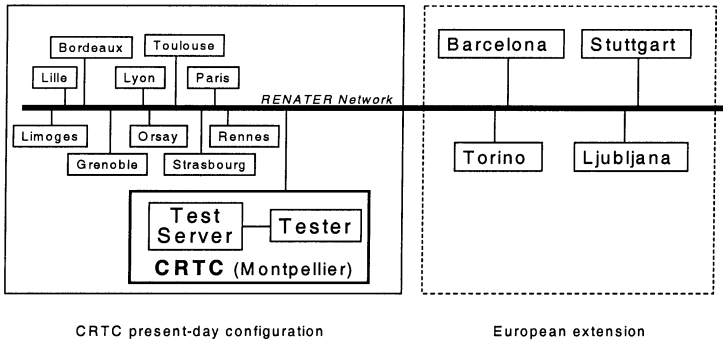 Bordeaux
Toulouse
Barcelona
Stuttgart
Lille
Lyon
Paris
RENATER Network
Limoges
Orsay
Rennes
Grenoble
Strasbourg
Torino
Ljubljana
Test
Server
Tester
CRTC (Montpellier)
CRTC present-day configuration
European extension